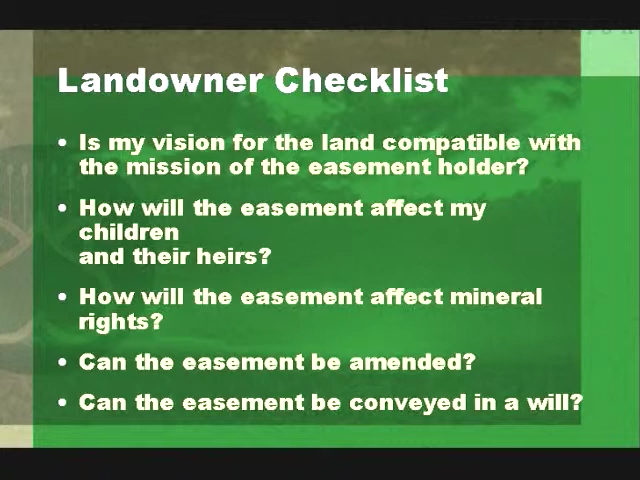 Landowner Checklist
• Is my vision for the land compatible with
the mission of the easement holder?
• How will the easement affect my
children
and their heirs?
• How will the easement affect mineral
rights?
• Can the easement be amended?
• Can the easement be conveyed in a will?